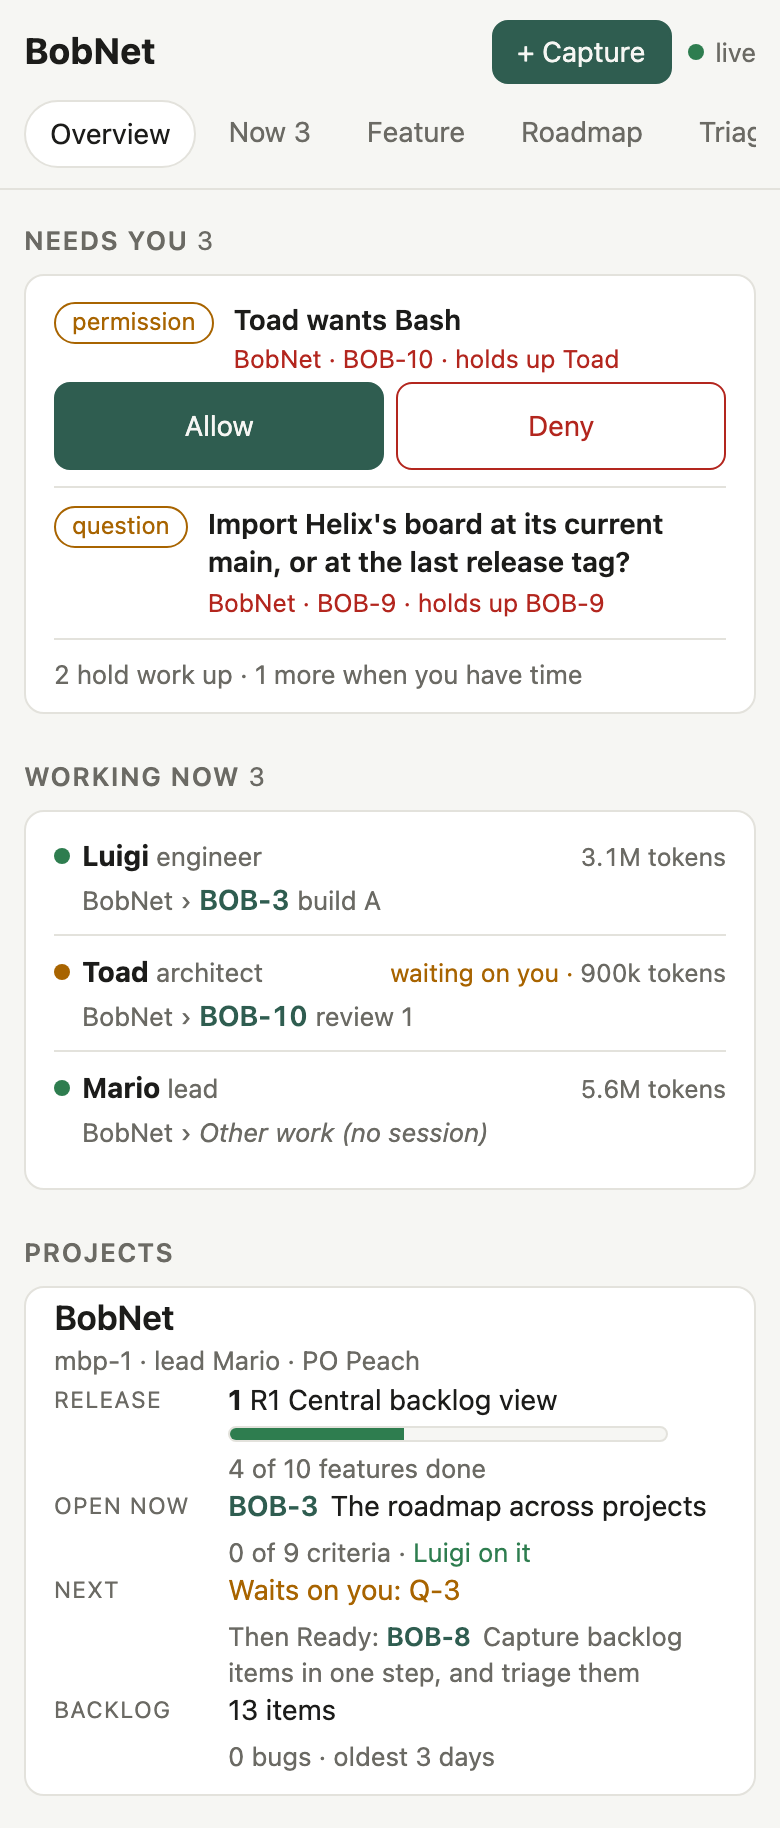 BobNet
+ Capture
live
Overview
Now 3
Feature
Roadmap
Triag
NEEDS YOU 3
permission
Toad wants Bash
BobNet · BOB-10 · holds up Toad
Allow
Deny
question
Import Helix's board at its current
main, or at the last release tag?
BobNet · BOB-9 · holds up BOB-9
2 hold work up · 1 more when you have time
WORKING NOW 3
Luigi engineer
3.1M tokens
BobNet › BOB-3 build A
Toad architect
waiting on you · 900k tokens
BobNet › BOB-10 review 1
Mario lead
5.6M tokens
BobNet › Other work (no session)
PROJECTS
BobNet
mbp-1 · lead Mario · PO Peach
RELEASE
1 R1 Central backlog view
4 of 10 features done
OPEN NOW
BOB-3 The roadmap across projects
0 of 9 criteria · Luigi on it
NEXT
Waits on you: Q-3
Then Ready: BOB-8 Capture backlog
items in one step, and triage them
BACKLOG
13 items
0 bugs · oldest 3 days